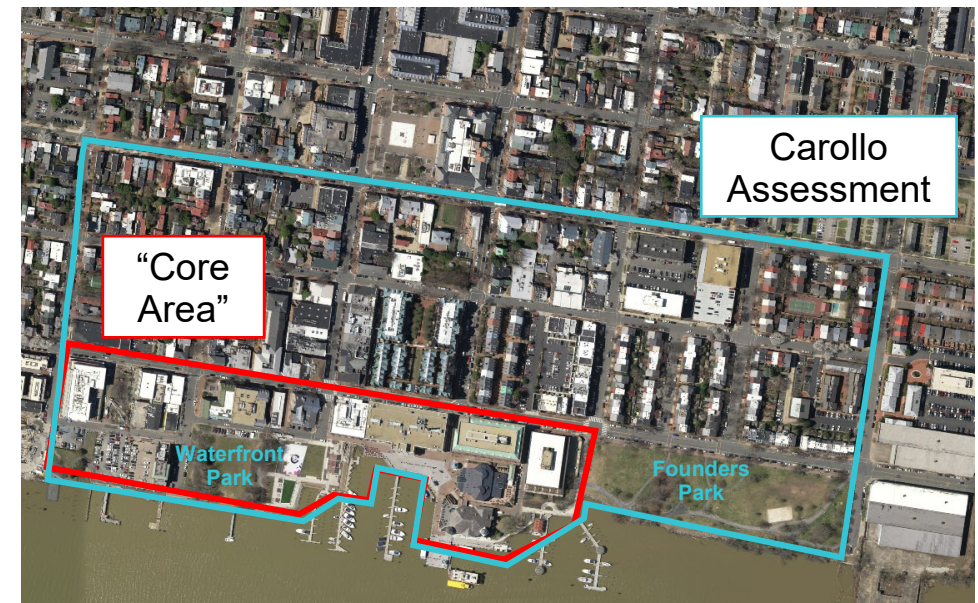 Carollo
Assessment
“Core
Area”
Waterfront
Park
Founders
Park